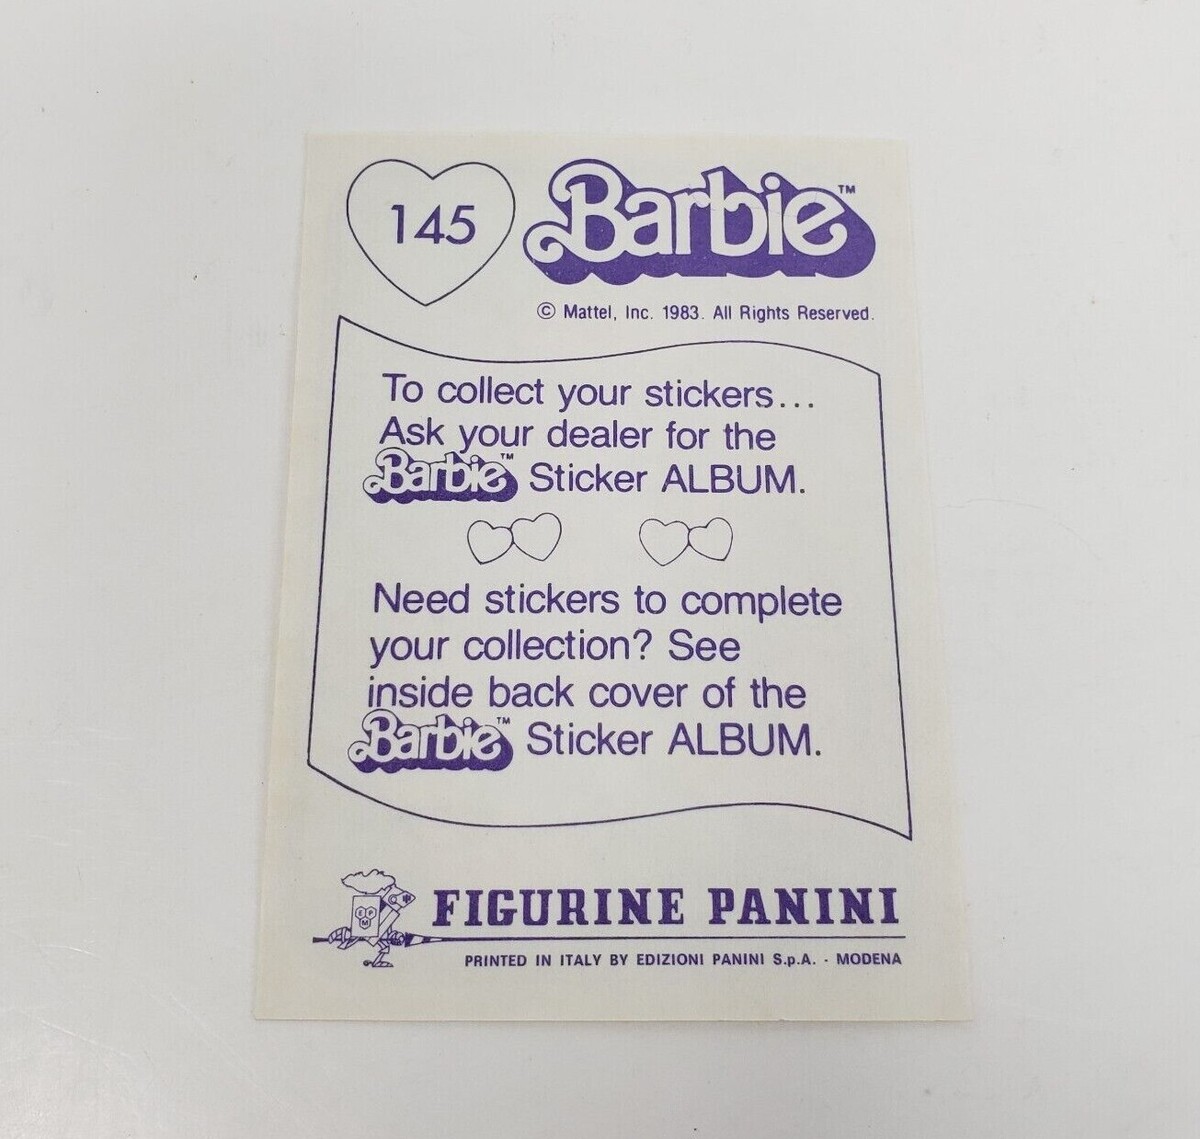 145
Barbie™
© Mattel, Inc. 1983. All Rights Reserved.
To collect your stickers...
Ask your dealer for the
Barbie™ Sticker ALBUM.
Need stickers to complete
your collection? See
inside back cover of the
Barbie™ Sticker ALBUM.
EPM
FIGURINE PANINI
PRINTED IN ITALY BY EDIZIONI PANINI S.p.A. - MODENA